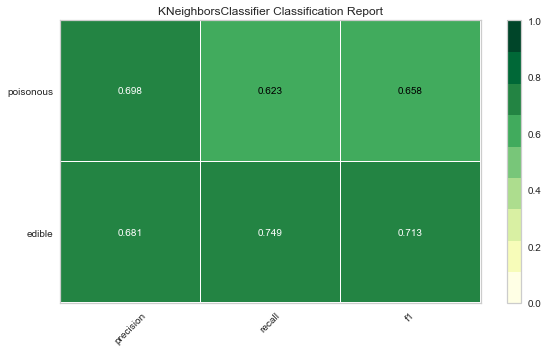 KNeighborsClassifier Classification Report
poisonous
0.698
0.623
0.658
edible
0.681
0.749
0.713
precision
recall
f1
1.0
0.8
0.6
0.4
0.2
0.0